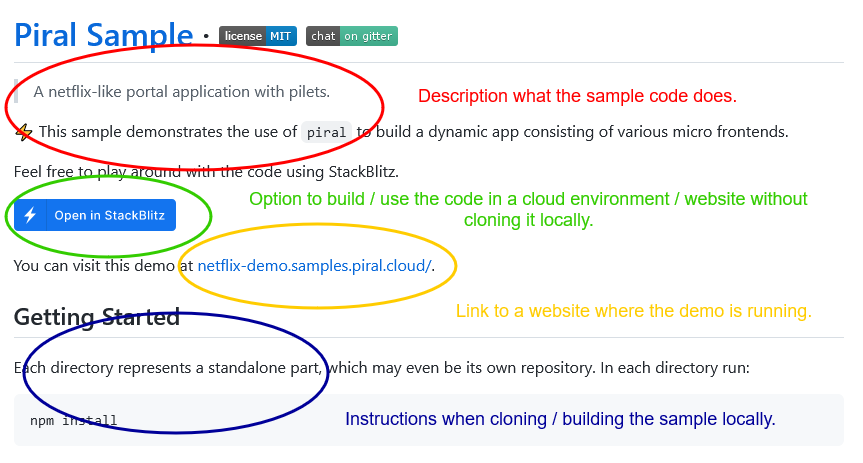 Piral Sample · license MIT chat on gitter
A netflix-like portal application with pilets.
Description what the sample code does.
⚡ This sample demonstrates the use of piral to build a dynamic app consisting of various micro frontends.
Feel free to play around with the code using StackBlitz.
Option to build / use the code in a cloud environment / website without
cloning it locally.
Open in StackBlitz
You can visit this demo at netflix-demo.samples.piral.cloud/.
Link to a website where the demo is running.
Getting Started
Each directory represents a standalone part, which may even be its own repository. In each directory run:
npm install
Instructions when cloning / building the sample locally.